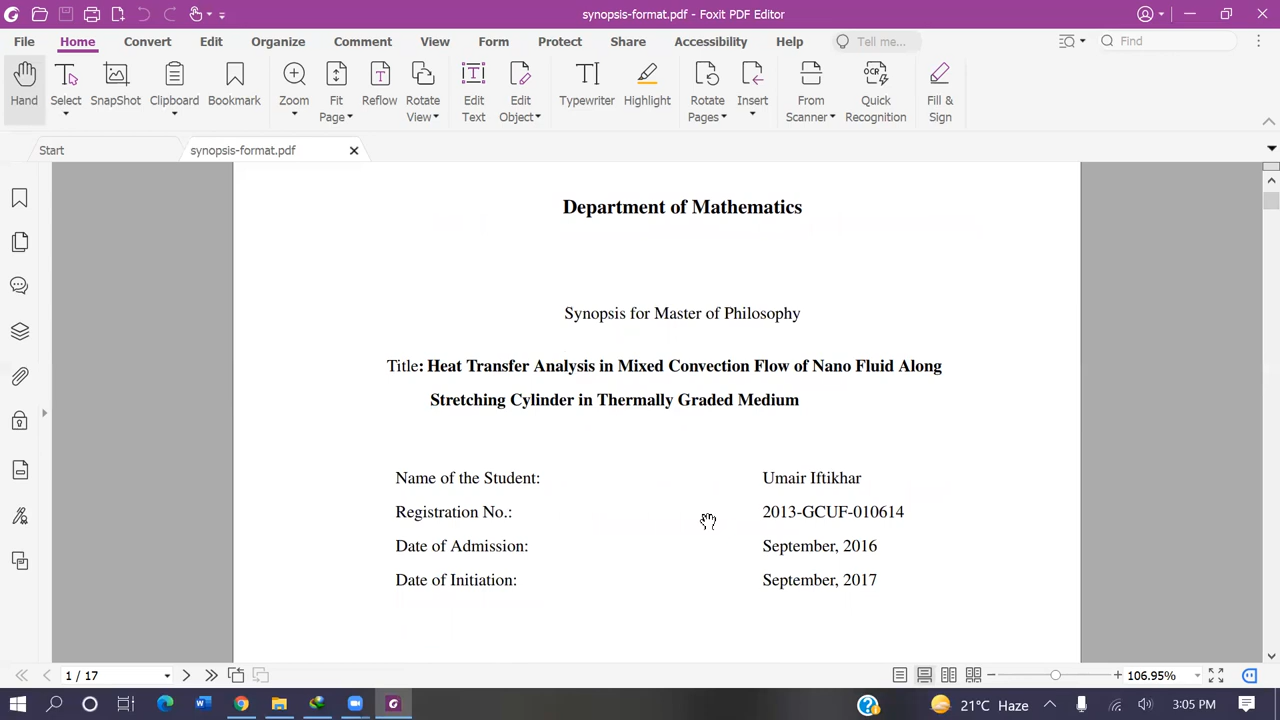 synopsis-format.pdf - Foxit PDF Editor
File Home Convert Edit Organize Comment View Form Protect Share Accessibility Help Tell me... Find
Hand Select SnapShot Clipboard Bookmark Zoom Fit Page Reflow Rotate View Edit Text Edit Object Typewriter Highlight Rotate Pages Insert From Scanner OCR Quick Recognition Fill & Sign
Start synopsis-format.pdf
Department of Mathematics
Synopsis for Master of Philosophy
Title: Heat Transfer Analysis in Mixed Convection Flow of Nano Fluid Along
Stretching Cylinder in Thermally Graded Medium
Name of the Student: Umair Iftikhar
Registration No.: 2013-GCUF-010614
Date of Admission: September, 2016
Date of Initiation: September, 2017
1 / 17 106.95%
21°C Haze 3:05 PM